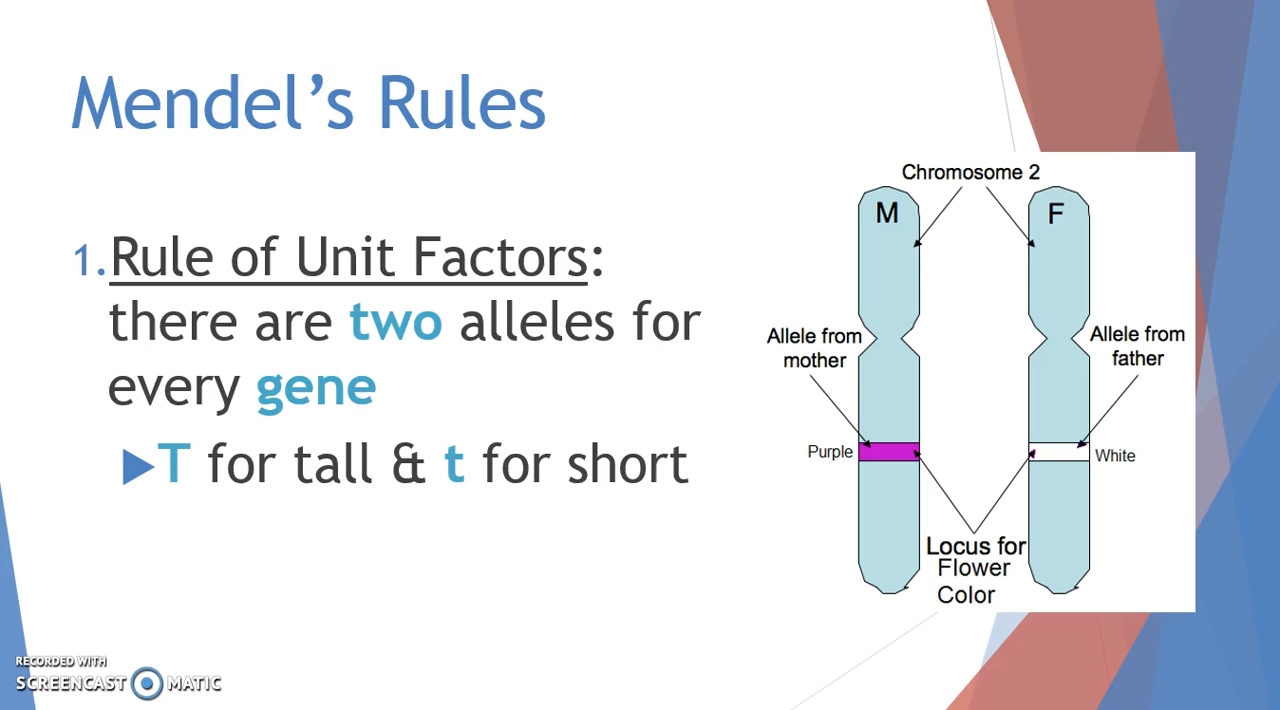 Mendel's Rules
1. Rule of Unit Factors:
there are two alleles for
every gene
T for tall & t for short
Chromosome 2
M
F
Allele from
mother
Allele from
father
Purple
White
Locus for
Flower
Color
RECORDED WITH
SCREENCAST MATIC